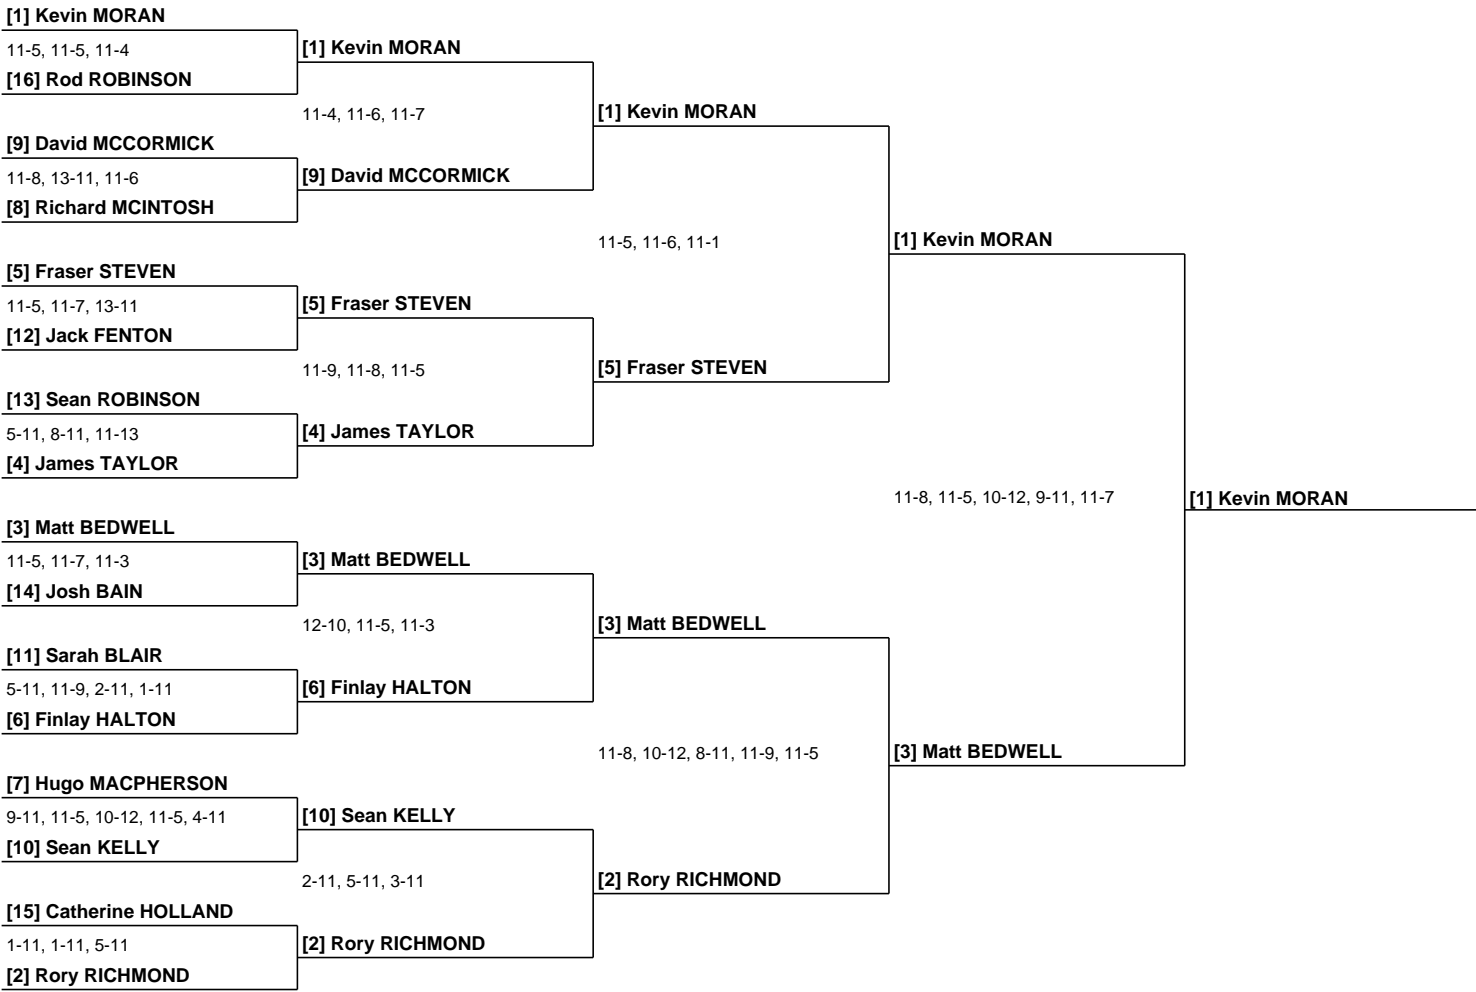 [1] Kevin MORAN
11-5, 11-5, 11-4
[16] Rod ROBINSON
[9] David MCCORMICK
11-8, 13-11, 11-6
[8] Richard MCINTOSH
[5] Fraser STEVEN
11-5, 11-7, 13-11
[12] Jack FENTON
[13] Sean ROBINSON
5-11, 8-11, 11-13
[4] James TAYLOR
[3] Matt BEDWELL
11-5, 11-7, 11-3
[14] Josh BAIN
[11] Sarah BLAIR
5-11, 11-9, 2-11, 1-11
[6] Finlay HALTON
[7] Hugo MACPHERSON
9-11, 11-5, 10-12, 11-5, 4-11
[10] Sean KELLY
[15] Catherine HOLLAND
1-11, 1-11, 5-11
[2] Rory RICHMOND
[1] Kevin MORAN
11-4, 11-6, 11-7
[9] David MCCORMICK
[5] Fraser STEVEN
11-9, 11-8, 11-5
[4] James TAYLOR
[3] Matt BEDWELL
12-10, 11-5, 11-3
[6] Finlay HALTON
[10] Sean KELLY
2-11, 5-11, 3-11
[2] Rory RICHMOND
[1] Kevin MORAN
11-5, 11-6, 11-1
[5] Fraser STEVEN
[3] Matt BEDWELL
11-8, 10-12, 8-11, 11-9, 11-5
[2] Rory RICHMOND
[1] Kevin MORAN
11-8, 11-5, 10-12, 9-11, 11-7
[3] Matt BEDWELL
[1] Kevin MORAN